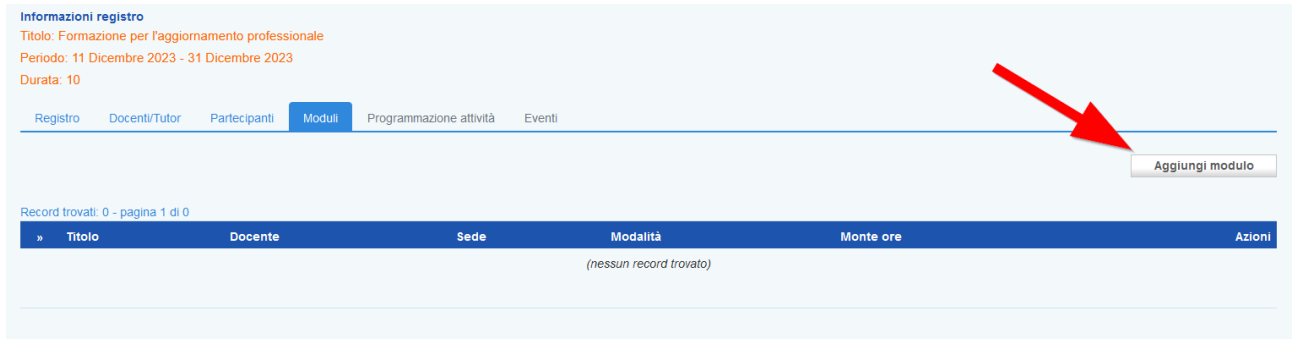 Informazioni registro
Titolo: Formazione per l'aggiornamento professionale
Periodo: 11 Dicembre 2023 - 31 Dicembre 2023
Durata: 10
Registro Docenti/Tutor Partecipanti Moduli Programmazione attività Eventi
Aggiungi modulo
Record trovati: 0 - pagina 1 di 0
» Titolo Docente Sede Modalità Monte ore Azioni
(nessun record trovato)